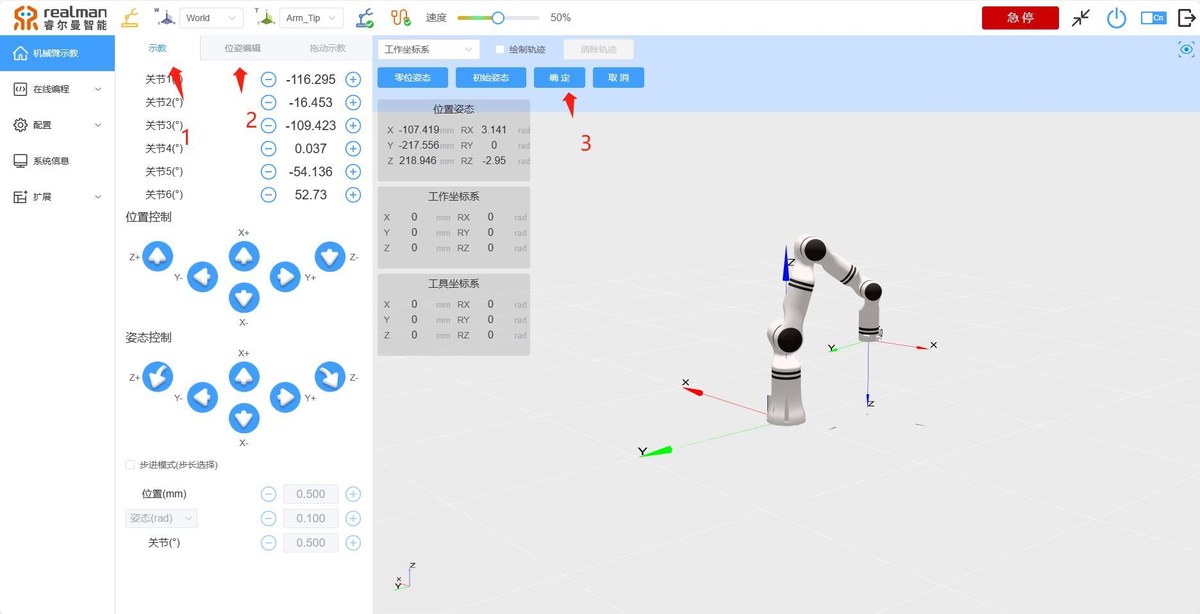 realman
睿尔曼智能
W World
T Arm_Tip
速度 50%
急停
Cn
机械臂示教
在线编程
配置
系统信息
扩展
示教 位姿编辑 拖动示教
关节1(°) -116.295
关节2(°) -16.453
关节3(°) -109.423
关节4(°) 0.037
关节5(°) -54.136
关节6(°) 52.73
1
2
3
位置控制
X+
Z+ Z-
Y- Y+
X-
姿态控制
X+
Z+ Z-
Y- Y+
X-
步进模式(步长选择)
位置(mm) 0.500
姿态(rad) 0.100
关节(°) 0.500
工作坐标系 绘制轨迹 清除轨迹
零位姿态 初始姿态 确定 取消
位置姿态
X -107.419 mm RX 3.141 rad
Y -217.556 mm RY 0 rad
Z 218.946 mm RZ -2.95 rad
工作坐标系
X 0 mm RX 0 rad
Y 0 mm RY 0 rad
Z 0 mm RZ 0 rad
工具坐标系
X 0 mm RX 0 rad
Y 0 mm RY 0 rad
Z 0 mm RZ 0 rad
Z
Y X
X
Z
Y
Z
X
Y